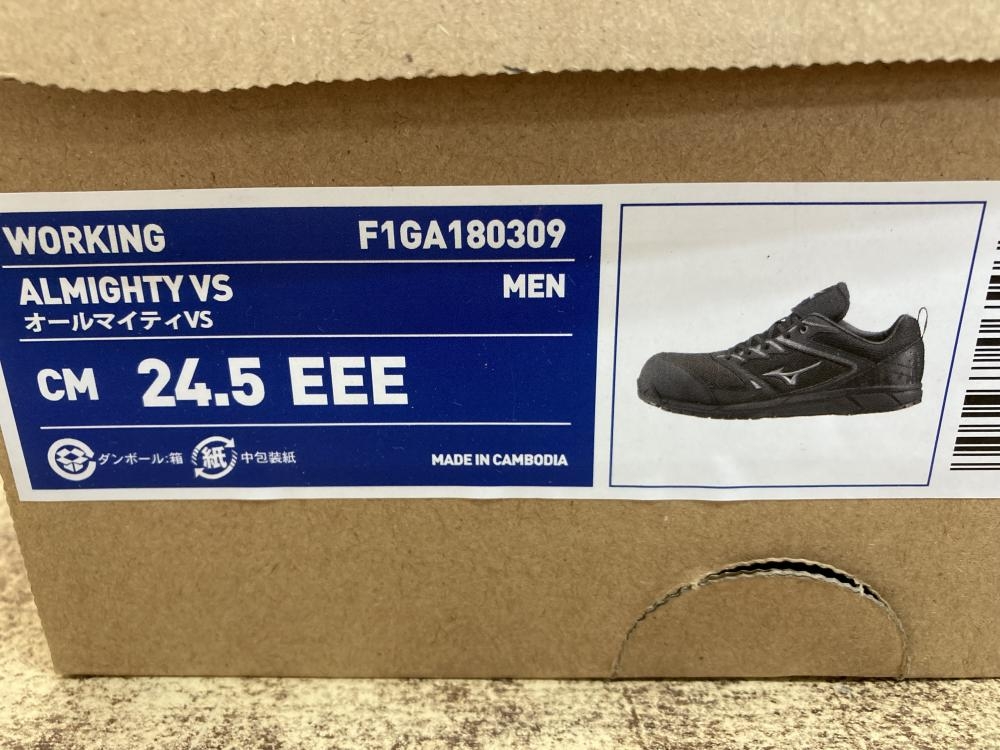 WORKING F1GA180309
ALMIGHTY VS MEN
オールマイティVS
CM 24.5 EEE
ダンボール:箱 紙 中包装紙 MADE IN CAMBODIA